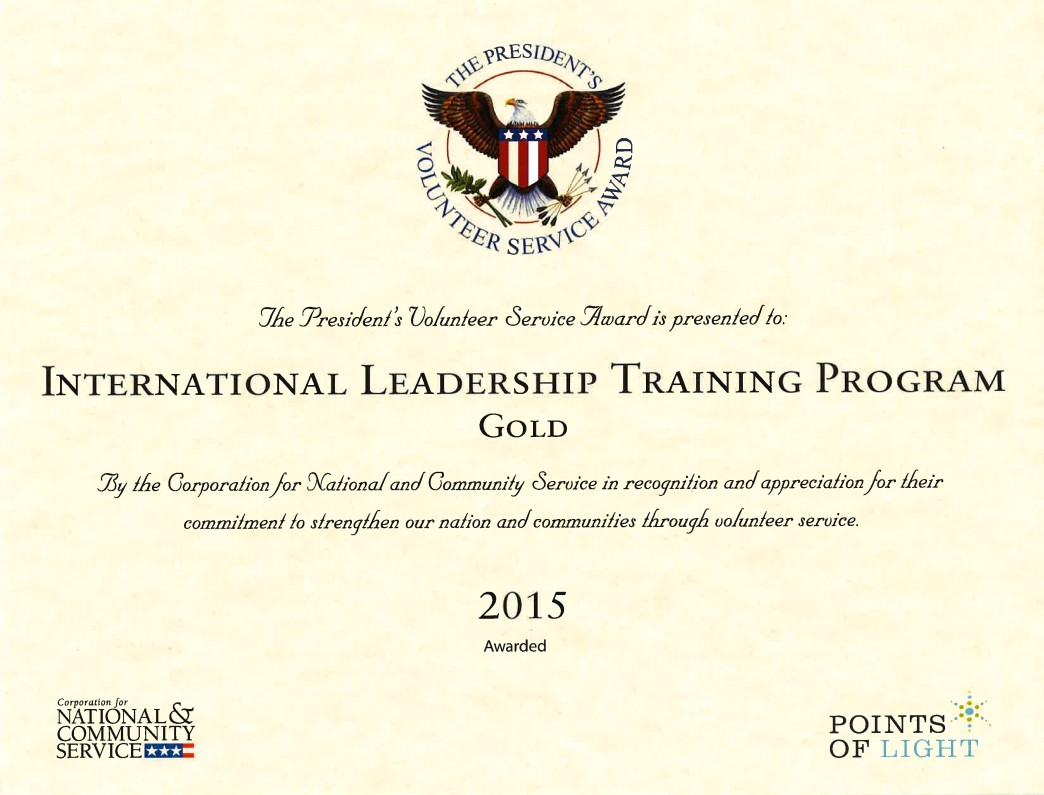 THE PRESIDENT'S
VOLUNTEER SERVICE AWARD
The President's Volunteer Service Award is presented to:
INTERNATIONAL LEADERSHIP TRAINING PROGRAM
GOLD
By the Corporation for National and Community Service in recognition and appreciation for their
commitment to strengthen our nation and communities through volunteer service.
2015
Awarded
Corporation for
NATIONAL &
COMMUNITY
SERVICE
POINTS
OF LIGHT